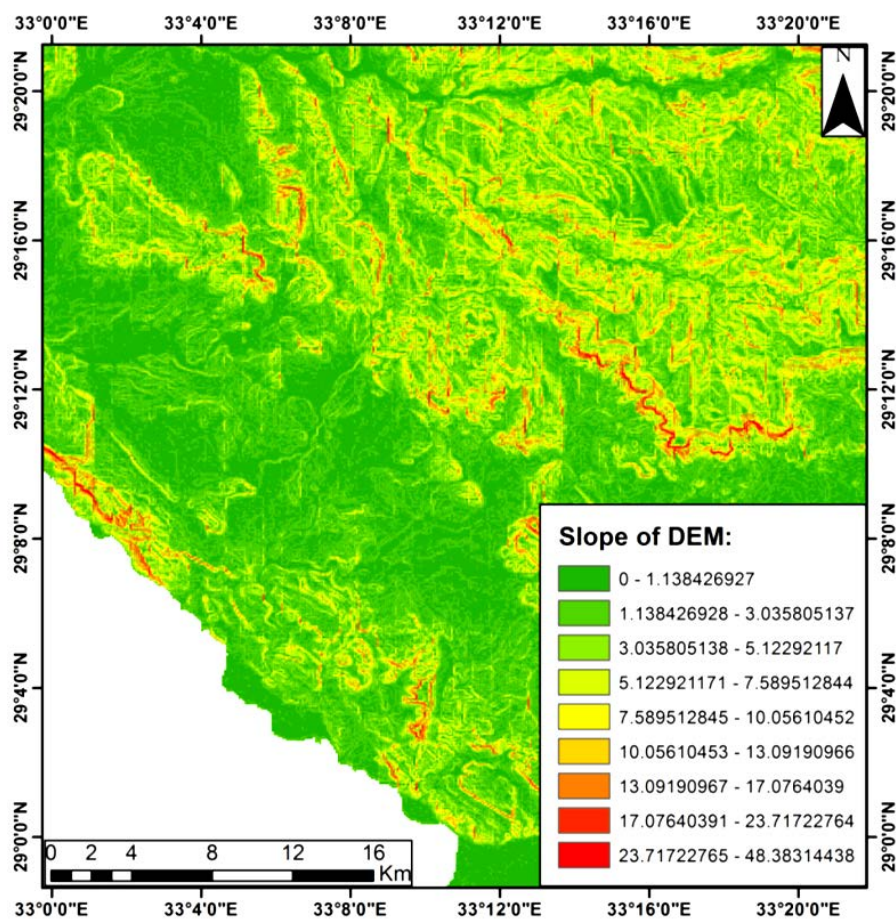 33°0'0"E 33°4'0"E 33°8'0"E 33°12'0"E 33°16'0"E 33°20'0"E
N
29°20'0"N 29°20'0"N
29°16'0"N 29°16'0"N
29°12'0"N 29°12'0"N
29°8'0"N 29°8'0"N
29°4'0"N 29°4'0"N
29°0'0"N 29°0'0"N
Slope of DEM:
0 - 1.138426927
1.138426928 - 3.035805137
3.035805138 - 5.12292117
5.122921171 - 7.589512844
7.589512845 - 10.05610452
10.05610453 - 13.09190966
13.09190967 - 17.0764039
17.07640391 - 23.71722764
23.71722765 - 48.38314438
0 2 4 8 12 16
Km
33°0'0"E 33°4'0"E 33°8'0"E 33°12'0"E 33°16'0"E 33°20'0"E